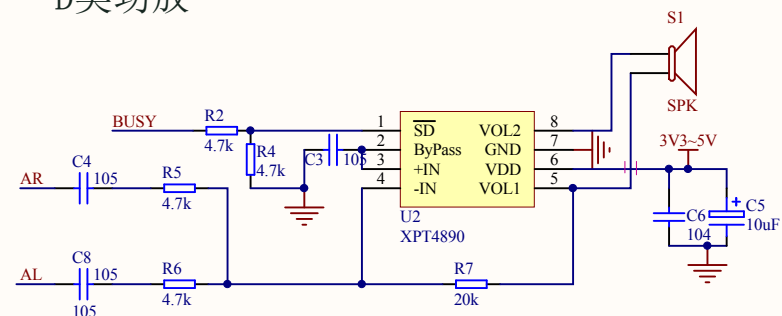 D类功放
S1
SPK
BUSY
R2
4.7k
R4
4.7k
C3
105
1
2
3
4
SD
ByPass
+IN
-IN
VOL2
GND
VDD
VOL1
8
7
6
5
U2
XPT4890
3V3~5V
AR
C4
105
R5
4.7k
C6
104
C5
10uF
AL
C8
105
105
R6
4.7k
R7
20k